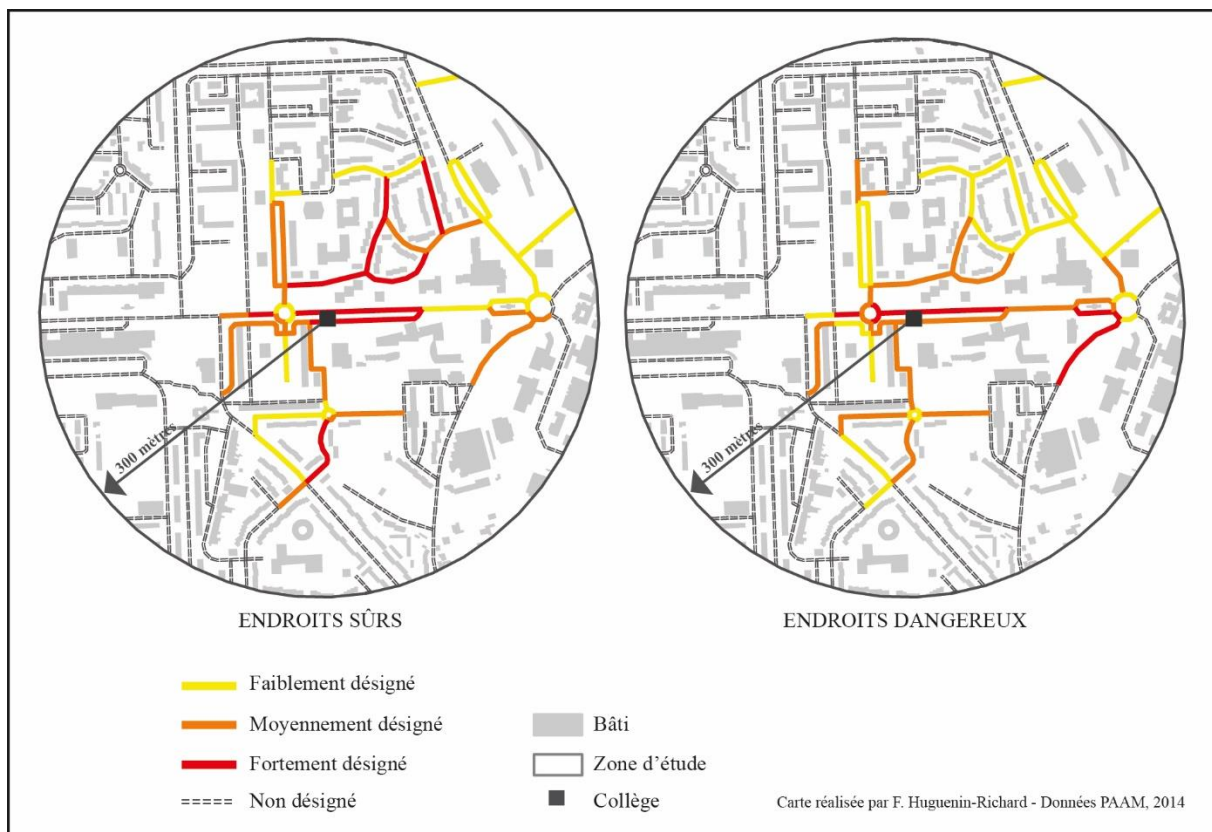 300 mètres
300 mètres
ENDROITS SÛRS
ENDROITS DANGEREUX
Faiblement désigné
Moyennement désigné
Fortement désigné
Non désigné
Bâti
Zone d'étude
Collège
Carte réalisée par F. Huguenin-Richard - Données PAAM, 2014